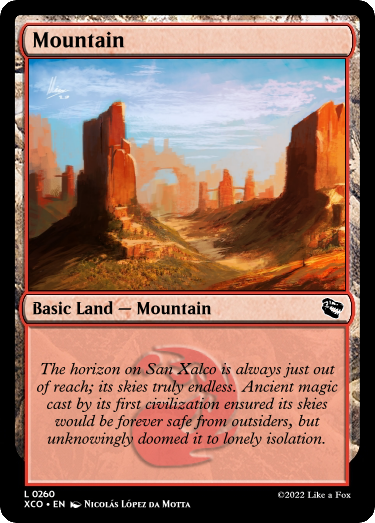 Mountain
Basic Land — Mountain
The horizon on San Xalco is always just out
of reach; its skies truly endless. Ancient magic
cast by its first civilization ensured its skies
would be forever safe from outsiders, but
unknowingly doomed it to lonely isolation.
L 0260
XCO • EN Nicolás López da Motta
©2022 Like a Fox